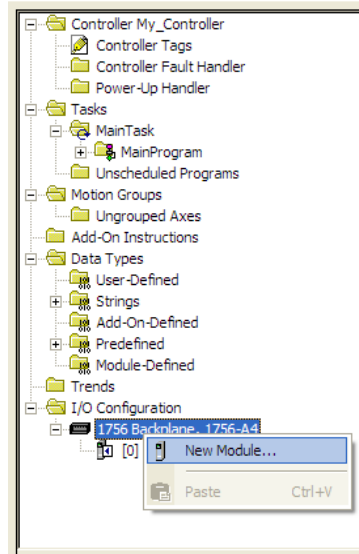 Controller My_Controller
Controller Tags
Controller Fault Handler
Power-Up Handler
Tasks
MainTask
MainProgram
Unscheduled Programs
Motion Groups
Ungrouped Axes
Add-On Instructions
Data Types
User-Defined
Strings
Add-On-Defined
Predefined
Module-Defined
Trends
I/O Configuration
1756 Backplane, 1756-A4
[0]
New Module...
Paste Ctrl+V